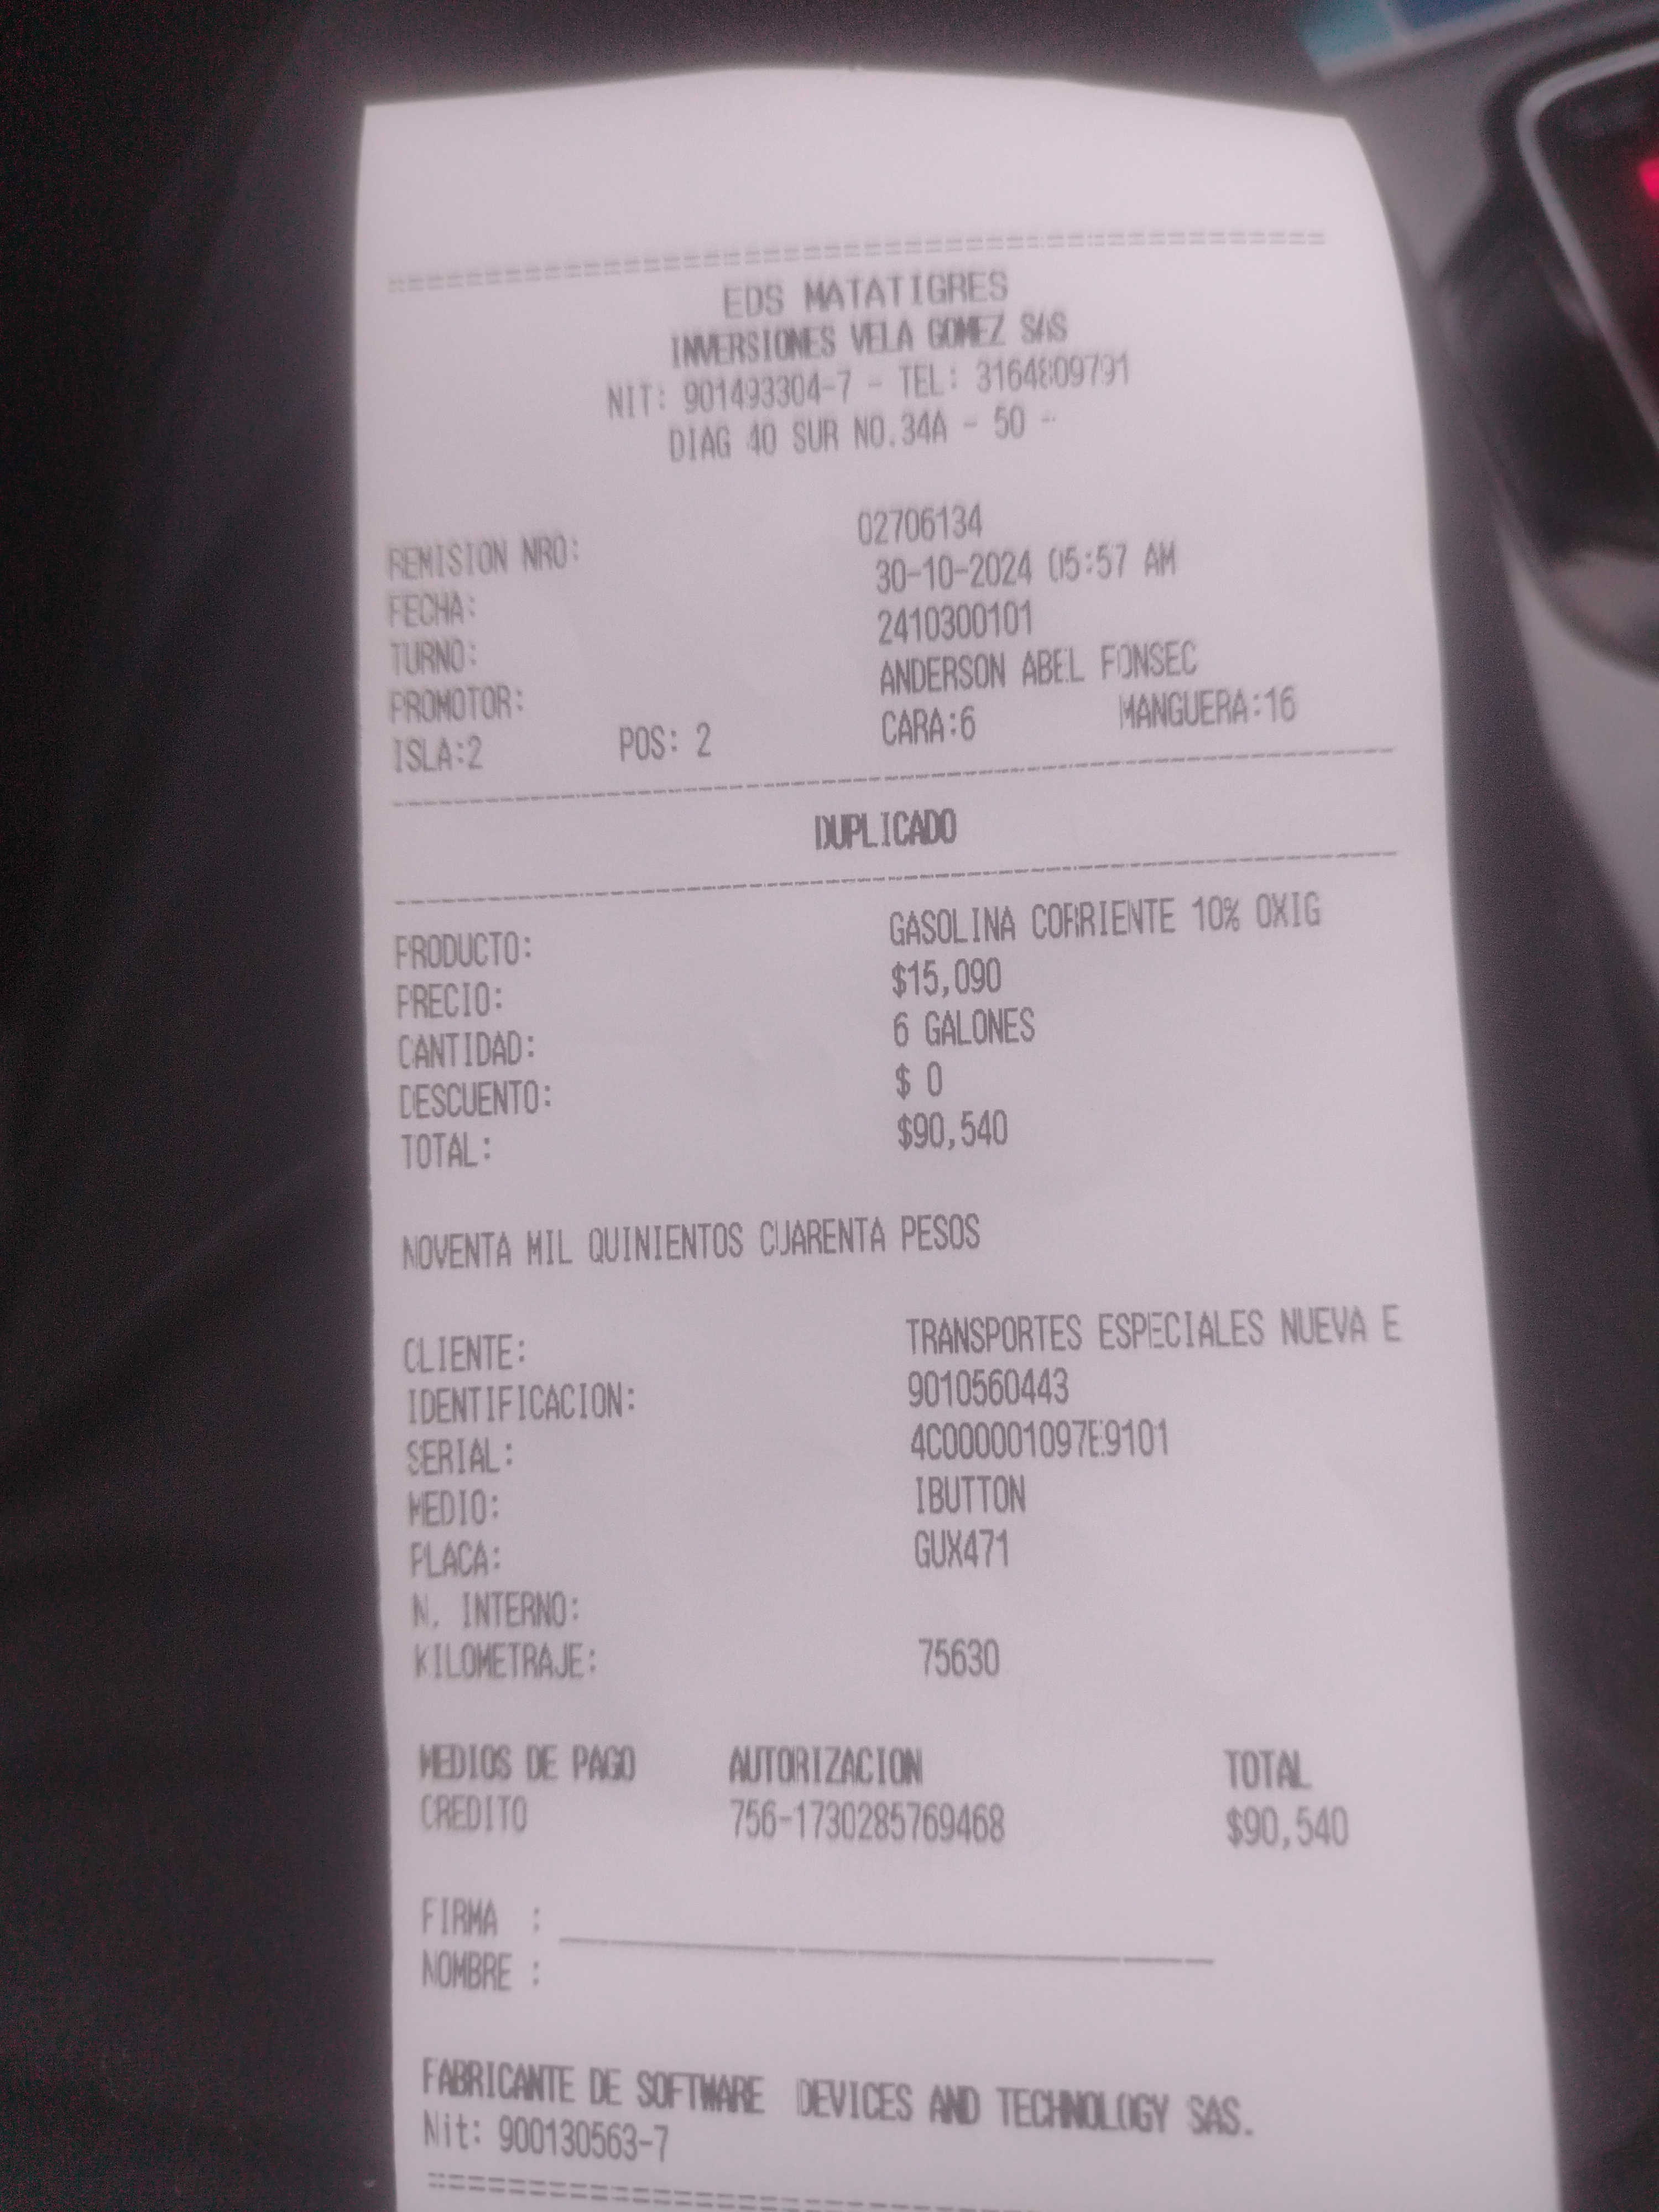 ================================================
EDS MATATIGRES
INVERSIONES VELA GOMEZ SAS
NIT: 901493304-7 - TEL: 3164809791
DIAG 40 SUR NO.34A - 50 -
REMISION NRO: 02706134
FECHA: 30-10-2024 05:57 AM
TURNO: 2410300101
PROMOTOR: ANDERSON ABEL FONSEC
ISLA:2 POS: 2 CARA:6 MANGUERA:16
DUPLICADO
PRODUCTO: GASOLINA CORRIENTE 10% OXIG
PRECIO: $15,090
CANTIDAD: 6 GALONES
DESCUENTO: $ 0
TOTAL: $90,540
NOVENTA MIL QUINIENTOS CUARENTA PESOS
CLIENTE: TRANSPORTES ESPECIALES NUEVA E
IDENTIFICACION: 9010560443
SERIAL: 4C000001097E9101
MEDIO: IBUTTON
PLACA: GUX471
N. INTERNO:
KILOMETRAJE: 75630
MEDIOS DE PAGO AUTORIZACION TOTAL
CREDITO 756-1730285769468 $90,540
FIRMA :
NOMBRE :
FABRICANTE DE SOFTWARE DEVICES AND TECHNOLOGY SAS.
Nit: 900130563-7
================================================